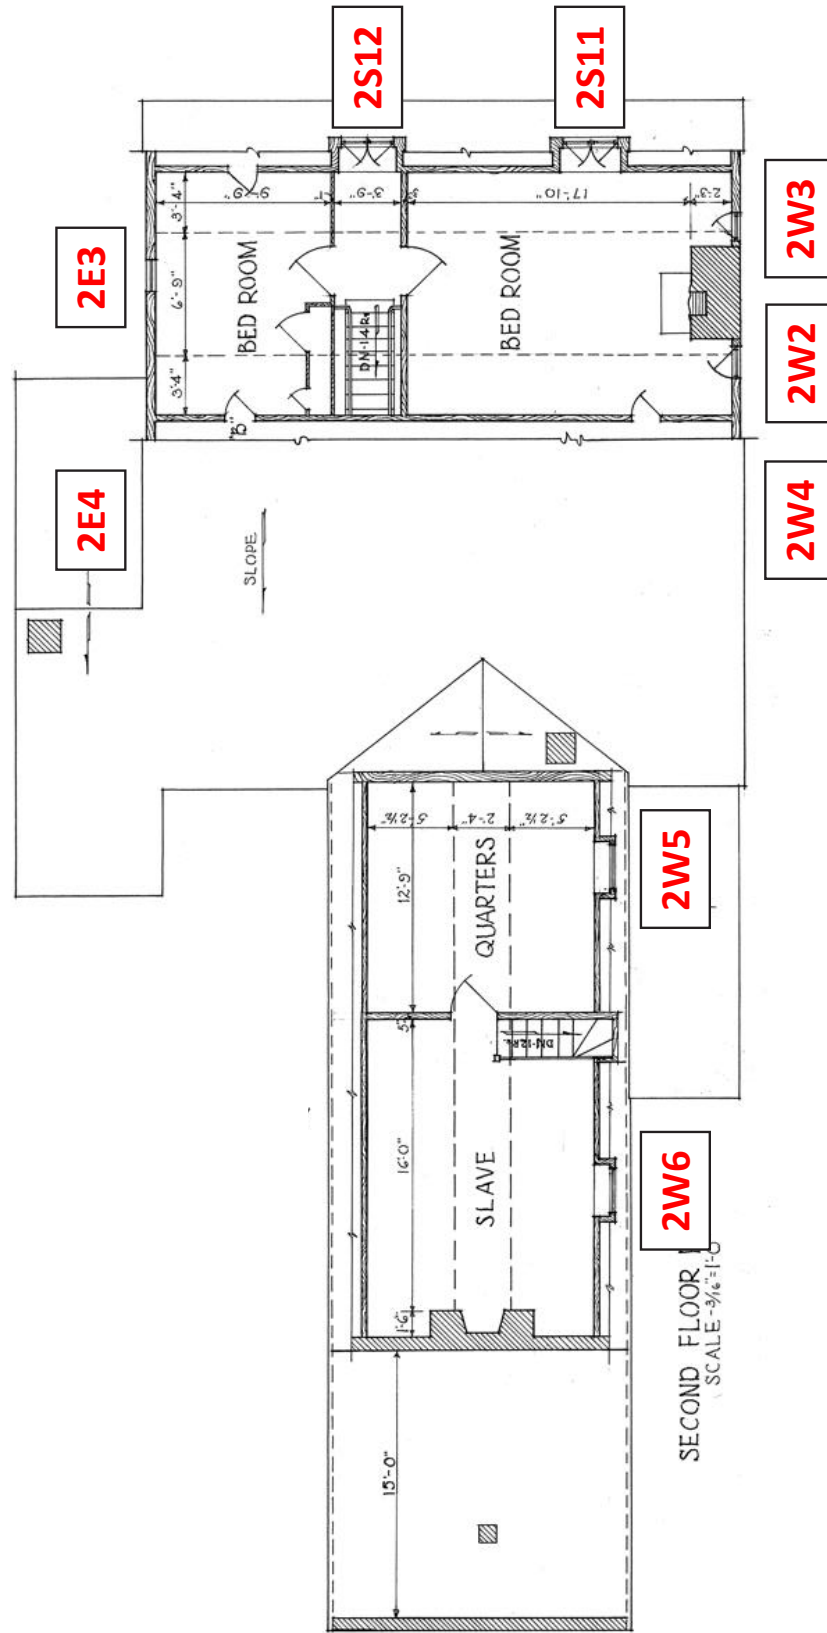 2S12
2S11
2E3
2W3
2W2
2E4
2W4
2W5
2W6
BED ROOM
BED ROOM
3'-4"
6'-9"
3'-4"
9'-9"
3'-9"
17'-10"
2'-3"
DN-14R.
SLOPE
QUARTERS
12'-9"
5'-2½"
2'-4"
5'-2½"
5"
DN-12R.
SLAVE
16'-0"
1'-6"
15'-0"
SECOND FLOOR
SCALE-3/16"=1'-0